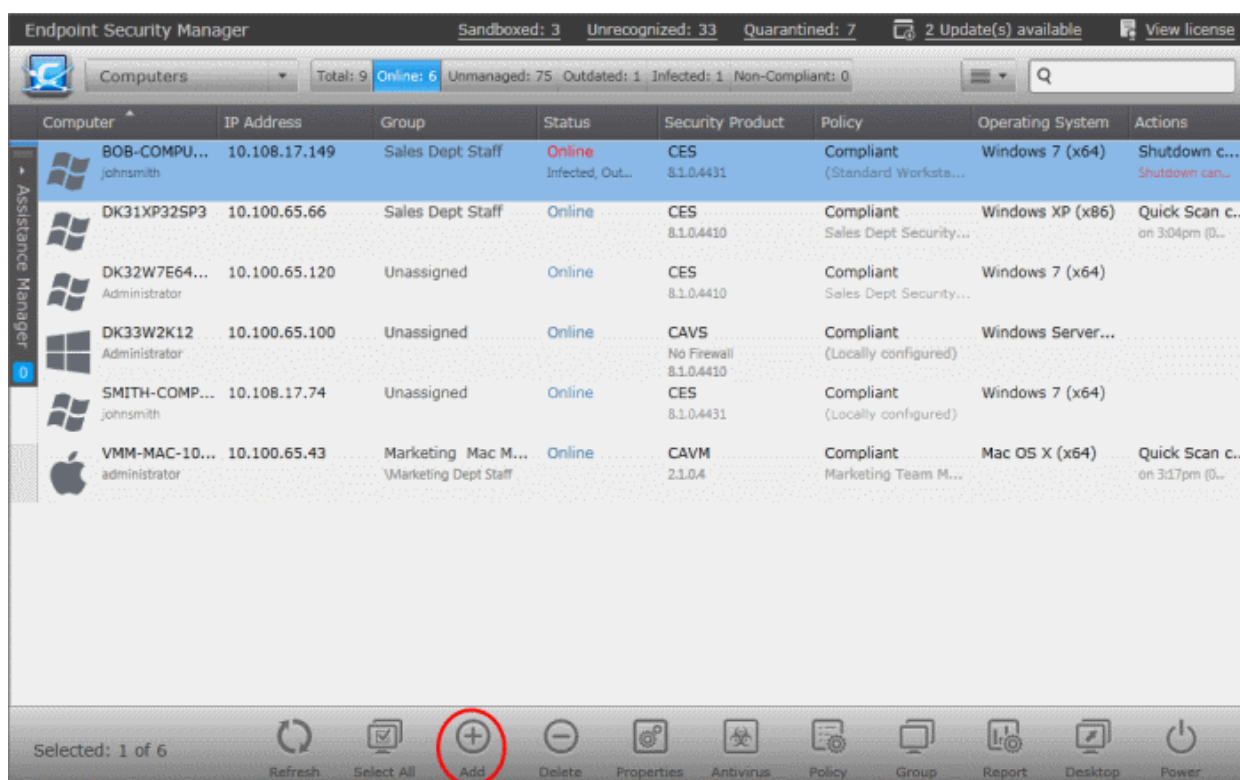 Endpoint Security Manager Sandboxed: 3 Unrecognized: 33 Quarantined: 7 2 Update(s) available View license
Computers Total: 9 Online: 6 Unmanaged: 75 Outdated: 1 Infected: 1 Non-Compliant: 0
Computer IP Address Group Status Security Product Policy Operating System Actions
Assistance Manager
0
BOB-COMPU... 10.108.17.149 Sales Dept Staff Online CES Compliant Windows 7 (x64) Shutdown c...
johnsmith Infected, Out... 8.1.0.4431 (Standard Worksta... Shutdown can...
DK31XP32SP3 10.100.65.66 Sales Dept Staff Online CES Compliant Windows XP (x86) Quick Scan c..
8.1.0.4410 Sales Dept Security... on 3:04pm (0...
DK32W7E64... 10.100.65.120 Unassigned Online CES Compliant Windows 7 (x64)
Administrator 8.1.0.4410 Sales Dept Security...
DK33W2K12 10.100.65.100 Unassigned Online CAVS Compliant Windows Server...
Administrator No Firewall (Locally configured)
8.1.0.4410
SMITH-COMP... 10.108.17.74 Unassigned Online CES Compliant Windows 7 (x64)
johnsmith 8.1.0.4431 (Locally configured)
VMM-MAC-10... 10.100.65.43 Marketing Mac M... Online CAVM Compliant Mac OS X (x64) Quick Scan c..
administrator \Marketing Dept Staff 2.1.0.4 Marketing Team M... on 3:17pm (0...
Selected: 1 of 6
Refresh Select All Add Delete Properties Antivirus Policy Group Report Desktop Power